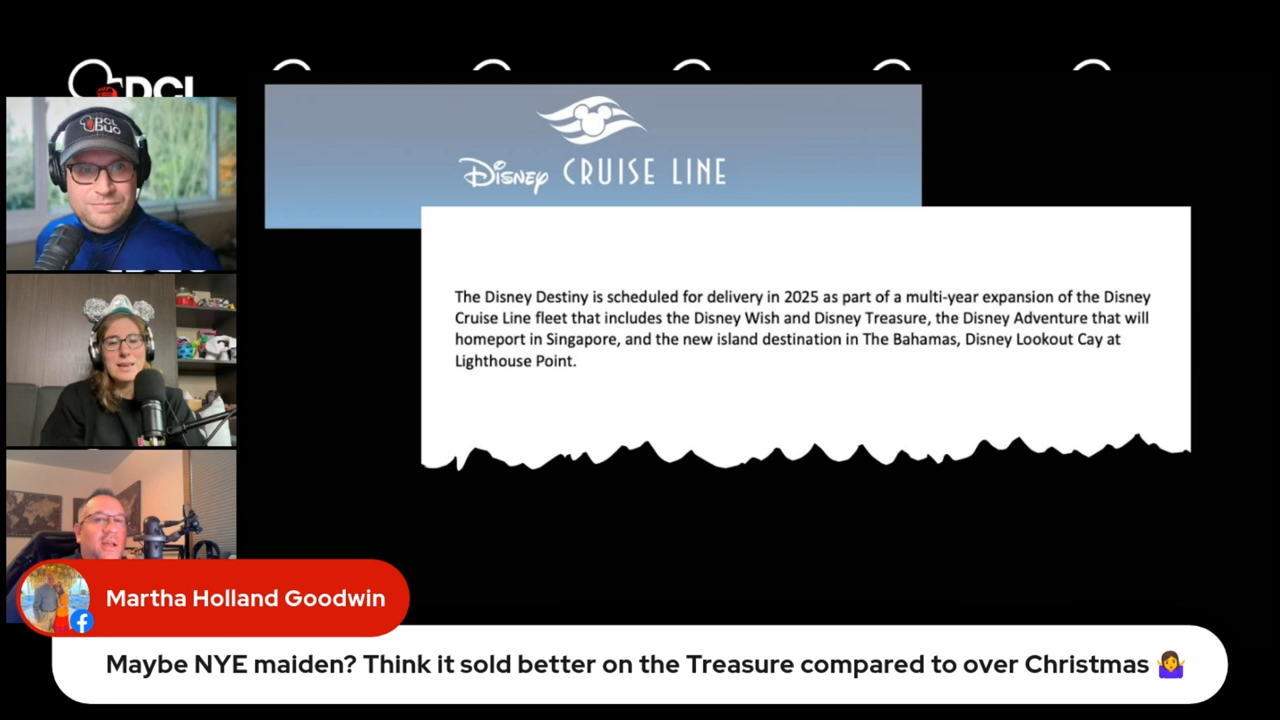 DCL
DCL
DUO
Disney CRUISE LINE
The Disney Destiny is scheduled for delivery in 2025 as part of a multi-year expansion of the Disney
Cruise Line fleet that includes the Disney Wish and Disney Treasure, the Disney Adventure that will
homeport in Singapore, and the new island destination in The Bahamas, Disney Lookout Cay at
Lighthouse Point.
Martha Holland Goodwin
Maybe NYE maiden? Think it sold better on the Treasure compared to over Christmas 🤷‍♀️